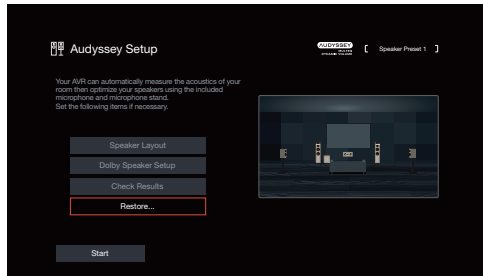 Audyssey Setup
AUDYSSEY
[ Speaker Preset 1 ]
Your AVR can automatically measure the acoustics of your
room then optimize your speakers using the included
microphone and microphone stand.
Set the following items if necessary.
Speaker Layout
Dolby Speaker Setup
Check Results
Restore...
Start